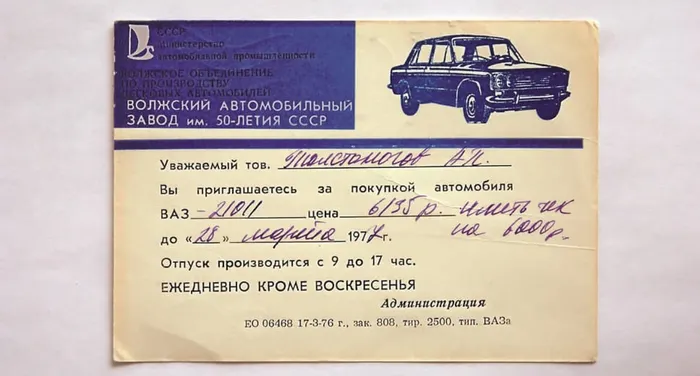 СССР
Министерство
автомобильной промышленности
ВОЛЖСКОЕ ОБЪЕДИНЕНИЕ
ПО ПРОИЗВОДСТВУ
ЛЕГКОВЫХ АВТОМОБИЛЕЙ
ВОЛЖСКИЙ АВТОМОБИЛЬНЫЙ
ЗАВОД им. 50-ЛЕТИЯ СССР
Уважаемый тов. Толстоногов А.П.
Вы приглашаетесь за покупкой автомобиля
ВАЗ -21011 цена 6135 р. иметь чек
до «28» марта 1977 г. на 6000 р.
Отпуск производится с 9 до 17 час.
ЕЖЕДНЕВНО КРОМЕ ВОСКРЕСЕНЬЯ
Администрация
ЕО 06468 17-3-76 г., зак. 808, тир. 2500, тип. ВАЗа